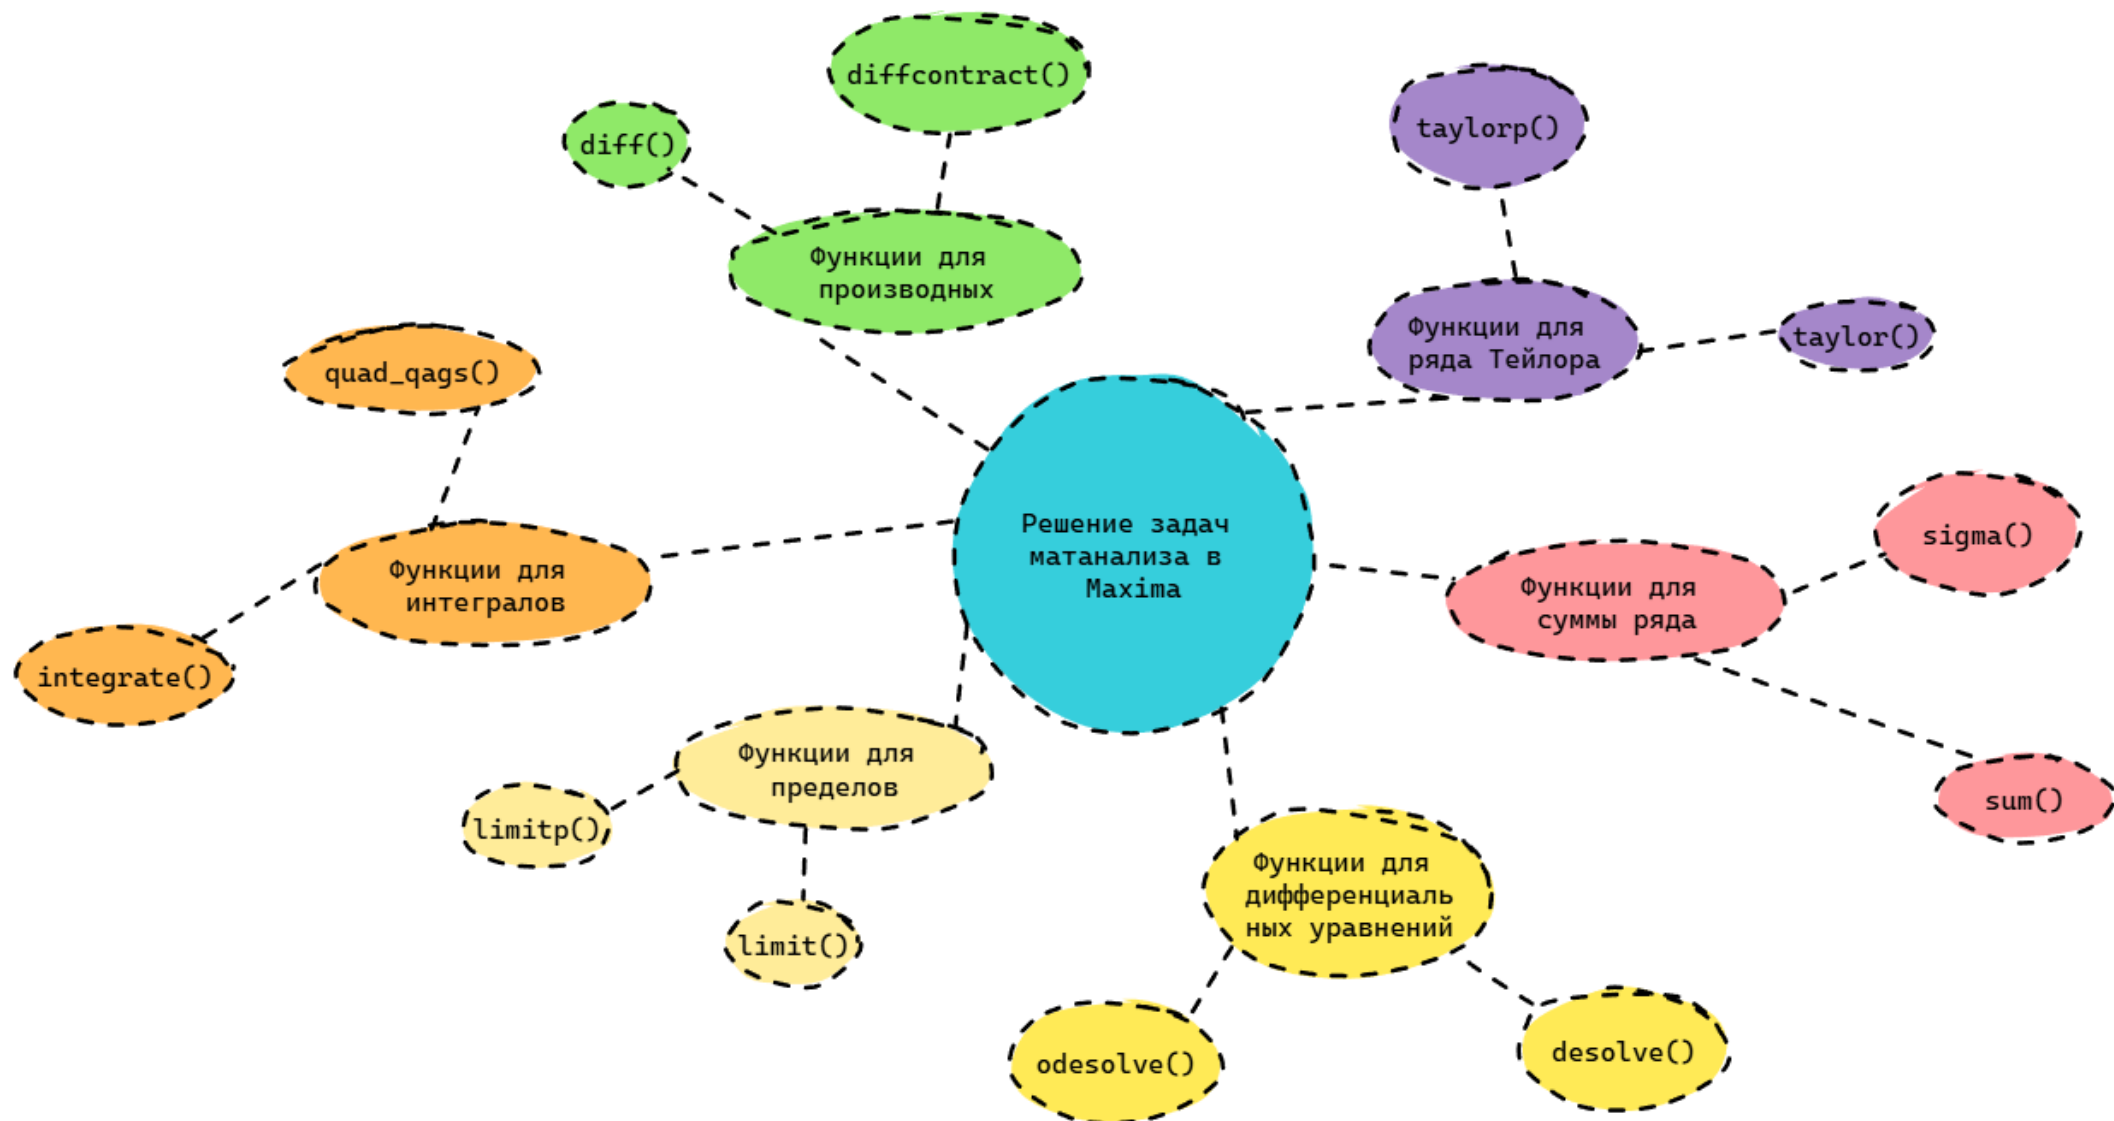 diffcontract()
diff()
Функции для
производных
taylorp()
Функции для
ряда Тейлора
taylor()
quad_qags()
Функции для
интегралов
integrate()
Решение задач
матанализа в
Maxima
sigma()
Функции для
суммы ряда
sum()
Функции для
пределов
limitp()
limit()
Функции для
дифференциаль
ных уравнений
odesolve()
desolve()